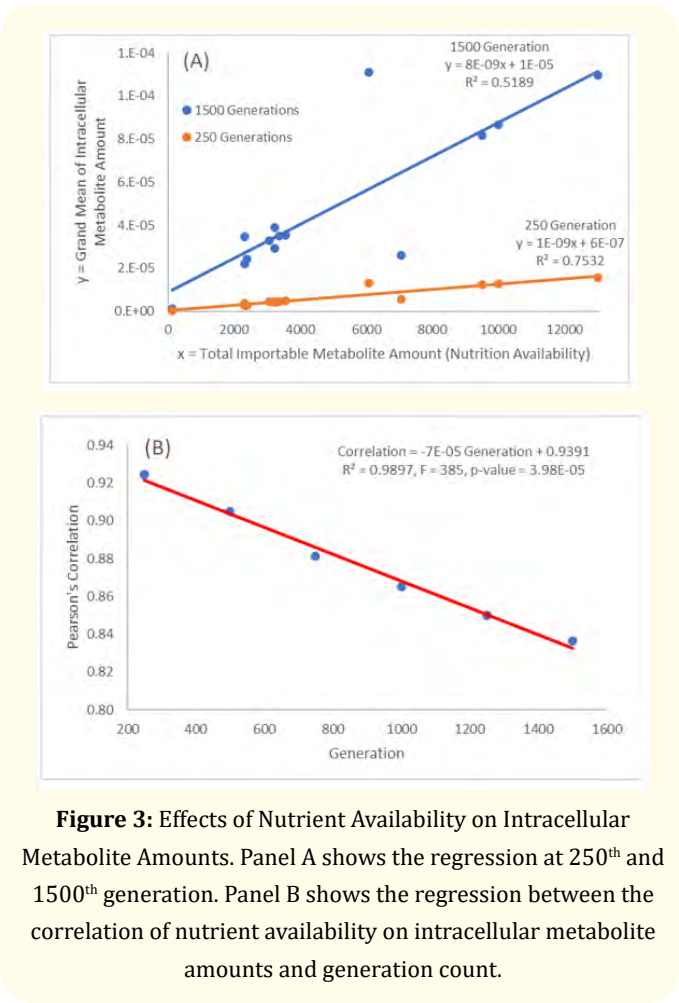 (A)
1500 Generation
y = 8E-09x + 1E-05
R² = 0.5189
1500 Generations
250 Generations
250 Generation
y = 1E-09x + 6E-07
R² = 0.7532
y = Grand Mean of Intracellular
Metabolite Amount
1.E-04
1.E-04
8.E-05
6.E-05
4.E-05
2.E-05
0.E+00
0 2000 4000 6000 8000 10000 12000
x = Total Importable Metabolite Amount (Nutrition Availability)
(B)
Correlation = -7E-05 Generation + 0.9391
R² = 0.9897, F = 385, p-value = 3.98E-05
Pearson's Correlation
0.94
0.92
0.90
0.88
0.86
0.84
0.82
0.80
200 400 600 800 1000 1200 1400 1600
Generation
Figure 3: Effects of Nutrient Availability on Intracellular
Metabolite Amounts. Panel A shows the regression at 250th and
1500th generation. Panel B shows the regression between the
correlation of nutrient availability on intracellular metabolite
amounts and generation count.